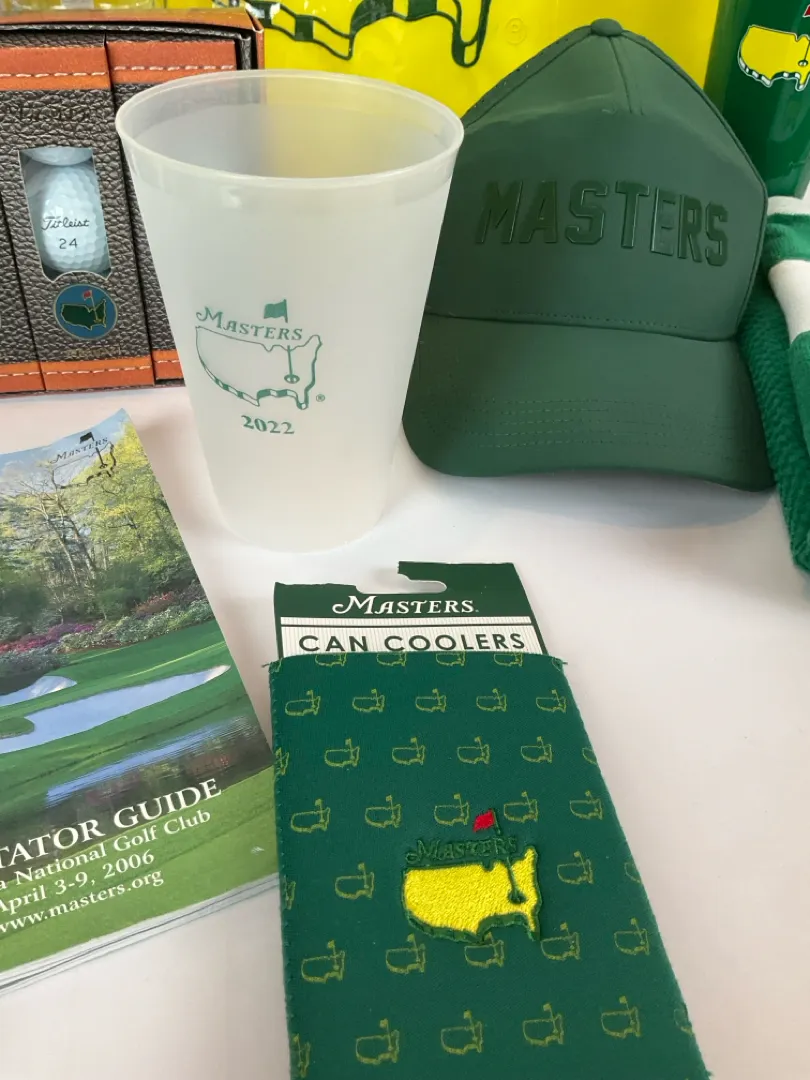 Titleist
24
MASTERS
MASTERS
®
2022
MASTERS
TATOR GUIDE
a National Golf Club
April 3-9, 2006
www.masters.org
MASTERS
CAN COOLERS
MASTERS